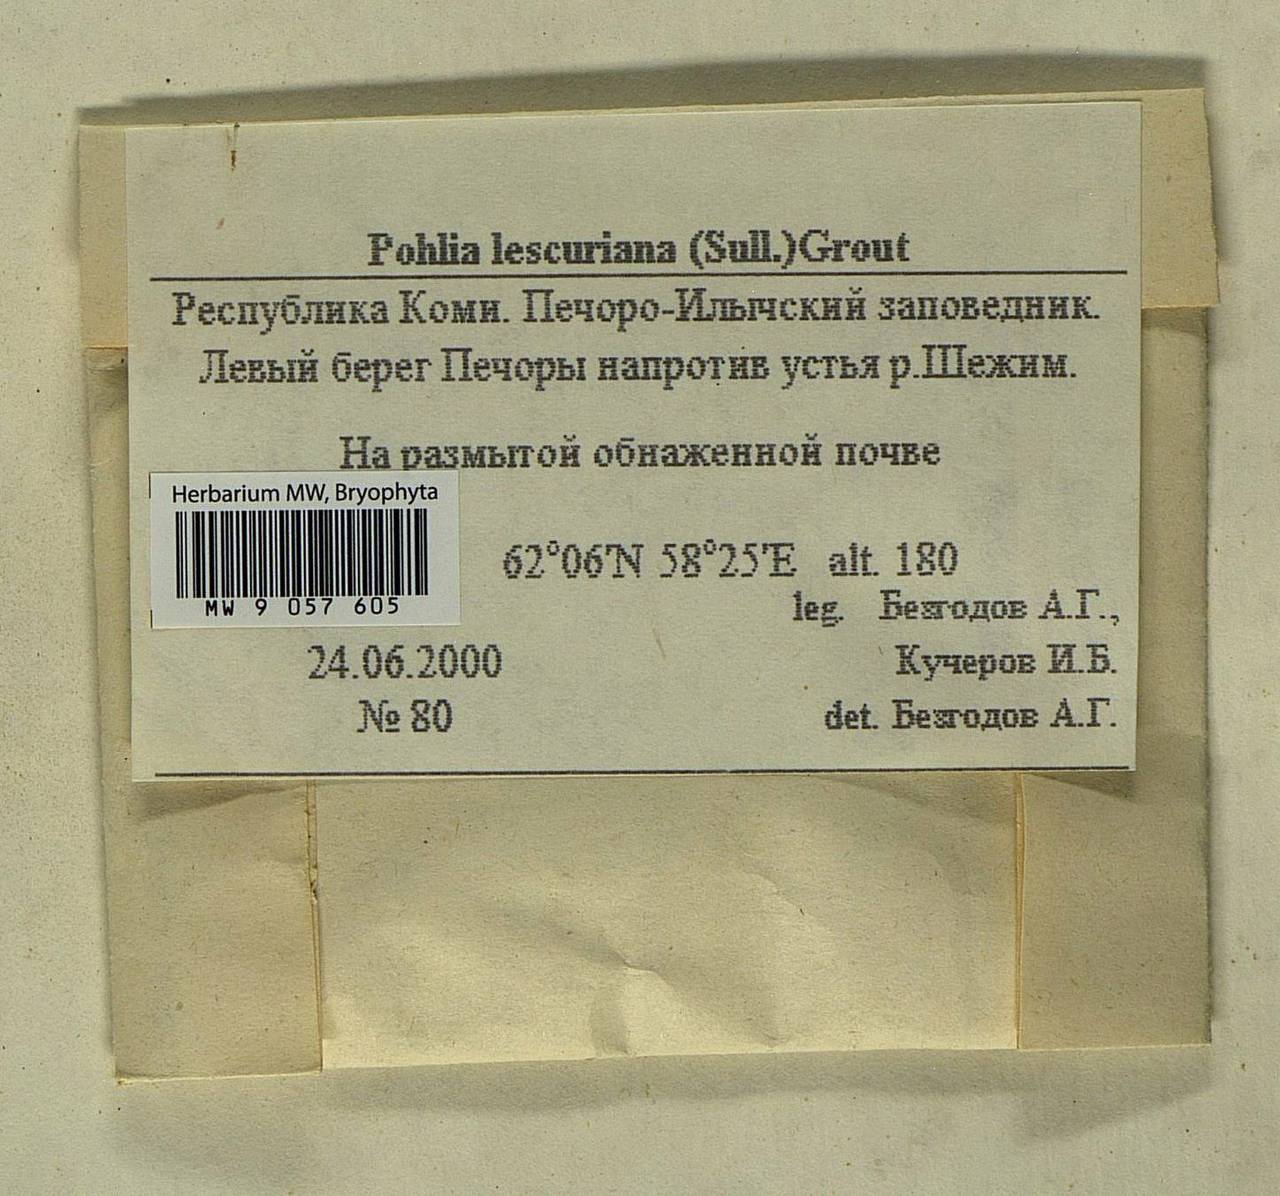 Pohlia lescuriana (Sull.)Grout
Республика Коми. Печоро-Илычский заповедник.
Левый берег Печоры напротив устья р.Шежим.
На размытой обнаженной почве
Herbarium MW, Bryophyta
MW 9 057 605
62°06'N 58°25'E alt. 180
leg. Безгодов А.Г.,
Кучеров И.Б.
24.06.2000
№ 80
det. Безгодов А.Г.